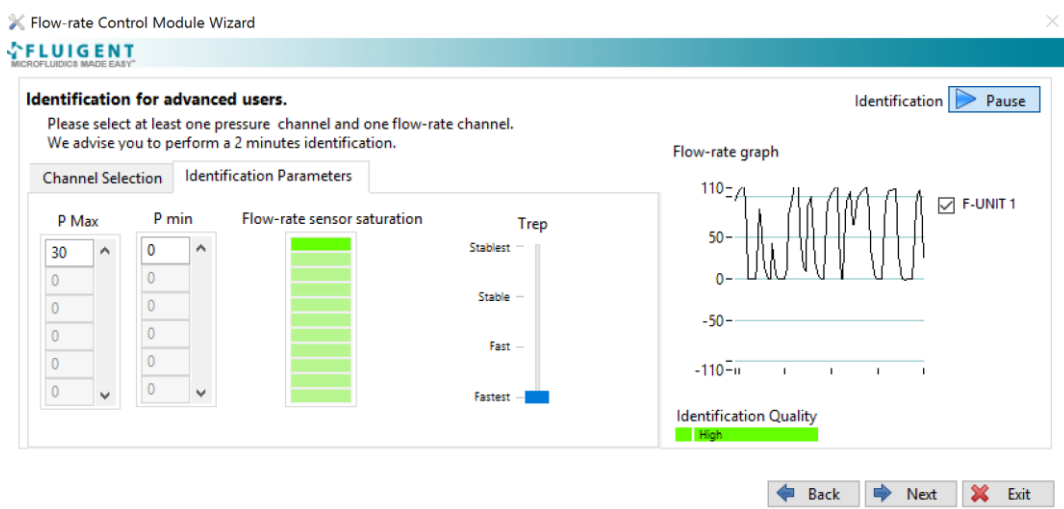 Flow-rate Control Module Wizard
FLUIGENT
MICROFLUIDICS MADE EASY™
Identification for advanced users.
Please select at least one pressure channel and one flow-rate channel.
We advise you to perform a 2 minutes identification.
Identification Pause
Channel Selection Identification Parameters
P Max P min Flow-rate sensor saturation Trep
30 0
0 0
0 0
0 0
0 0
0 0
Stablest
Stable
Fast
Fastest
Flow-rate graph
110
50
0
-50
-110
F-UNIT 1
Identification Quality
High
Back Next Exit